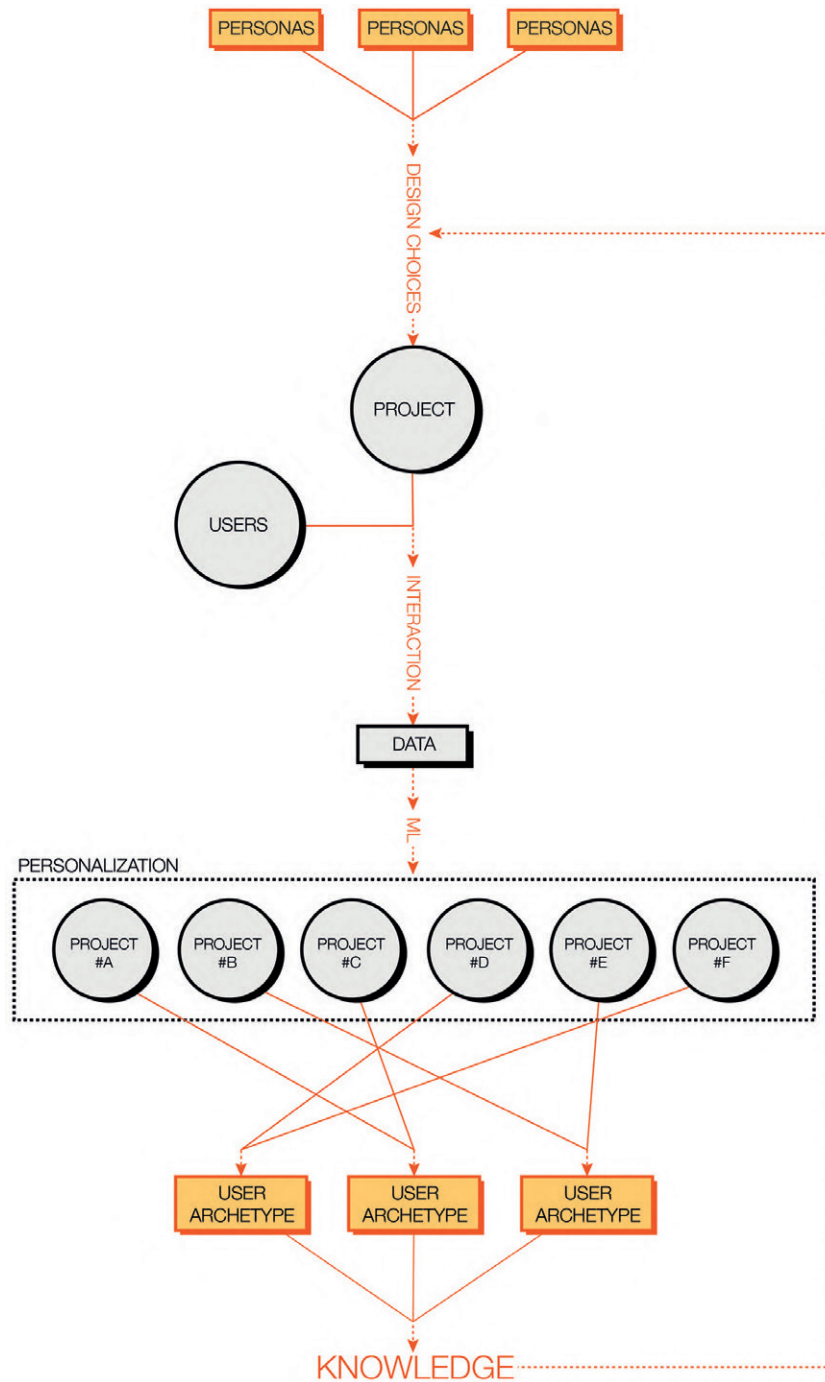 PERSONAS
PERSONAS
PERSONAS
DESIGN CHOICES
PROJECT
USERS
INTERACTION
DATA
ML
PERSONALIZATION
PROJECT
#A
PROJECT
#B
PROJECT
#C
PROJECT
#D
PROJECT
#E
PROJECT
#F
USER
ARCHETYPE
USER
ARCHETYPE
USER
ARCHETYPE
KNOWLEDGE